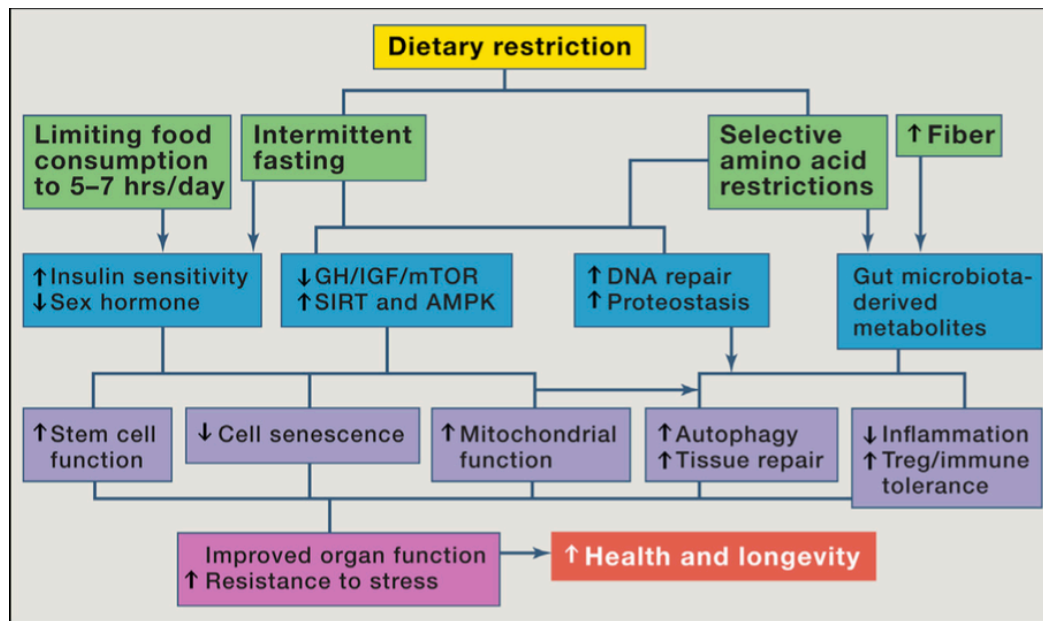 Dietary restriction
Limiting food
consumption
to 5–7 hrs/day
Intermittent
fasting
Selective
amino acid
restrictions
↑ Fiber
↑ Insulin sensitivity
↓ Sex hormone
↓ GH/IGF/mTOR
↑ SIRT and AMPK
↑ DNA repair
↑ Proteostasis
Gut microbiota-
derived
metabolites
↑ Stem cell
function
↓ Cell senescence
↑ Mitochondrial
function
↑ Autophagy
↑ Tissue repair
↓ Inflammation
↑ Treg/immune
tolerance
Improved organ function
↑ Resistance to stress
↑ Health and longevity